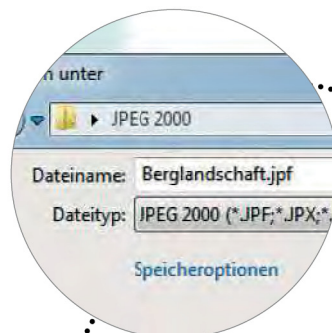 unter
JPEG 2000
Dateiname: Berglandschaft.jpf
Dateityp: JPEG 2000 (*.JPF;*.JPX;*.
Speicheroptionen